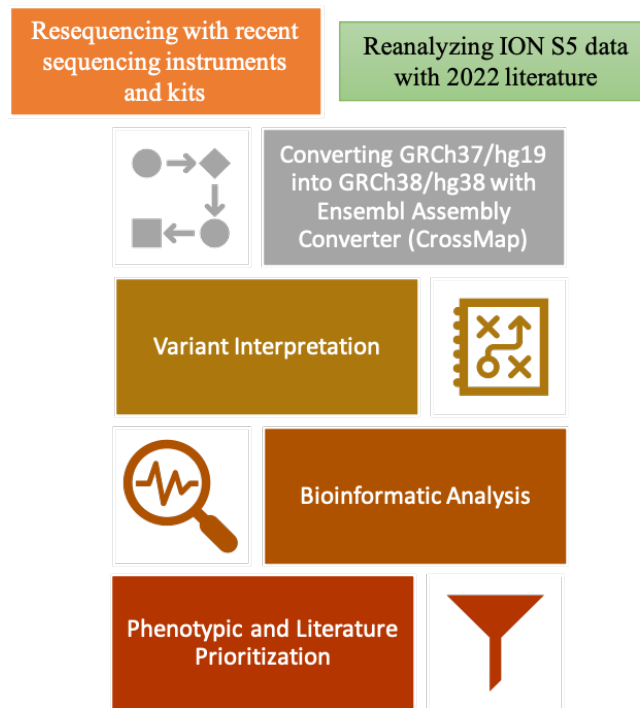 Resequencing with recent
sequencing instruments
and kits
Reanalyzing ION S5 data
with 2022 literature
Converting GRCh37/hg19
into GRCh38/hg38 with
Ensembl Assembly
Converter (CrossMap)
Variant Interpretation
Bioinformatic Analysis
Phenotypic and Literature
Prioritization